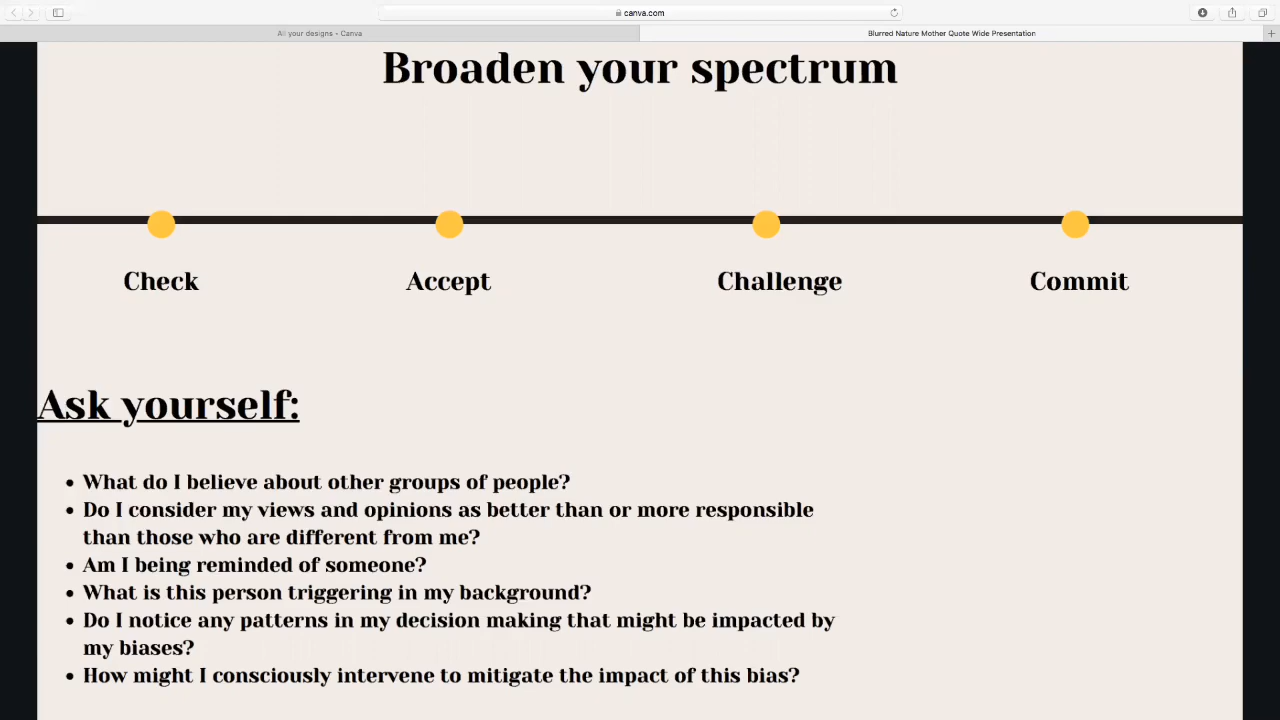 canva.com
All your designs - Canva
Blurred Nature Mother Quote Wide Presentation
Broaden your spectrum
Check
Accept
Challenge
Commit
Ask yourself:
• What do I believe about other groups of people?
• Do I consider my views and opinions as better than or more responsible
than those who are different from me?
• Am I being reminded of someone?
• What is this person triggering in my background?
• Do I notice any patterns in my decision making that might be impacted by
my biases?
• How might I consciously intervene to mitigate the impact of this bias?